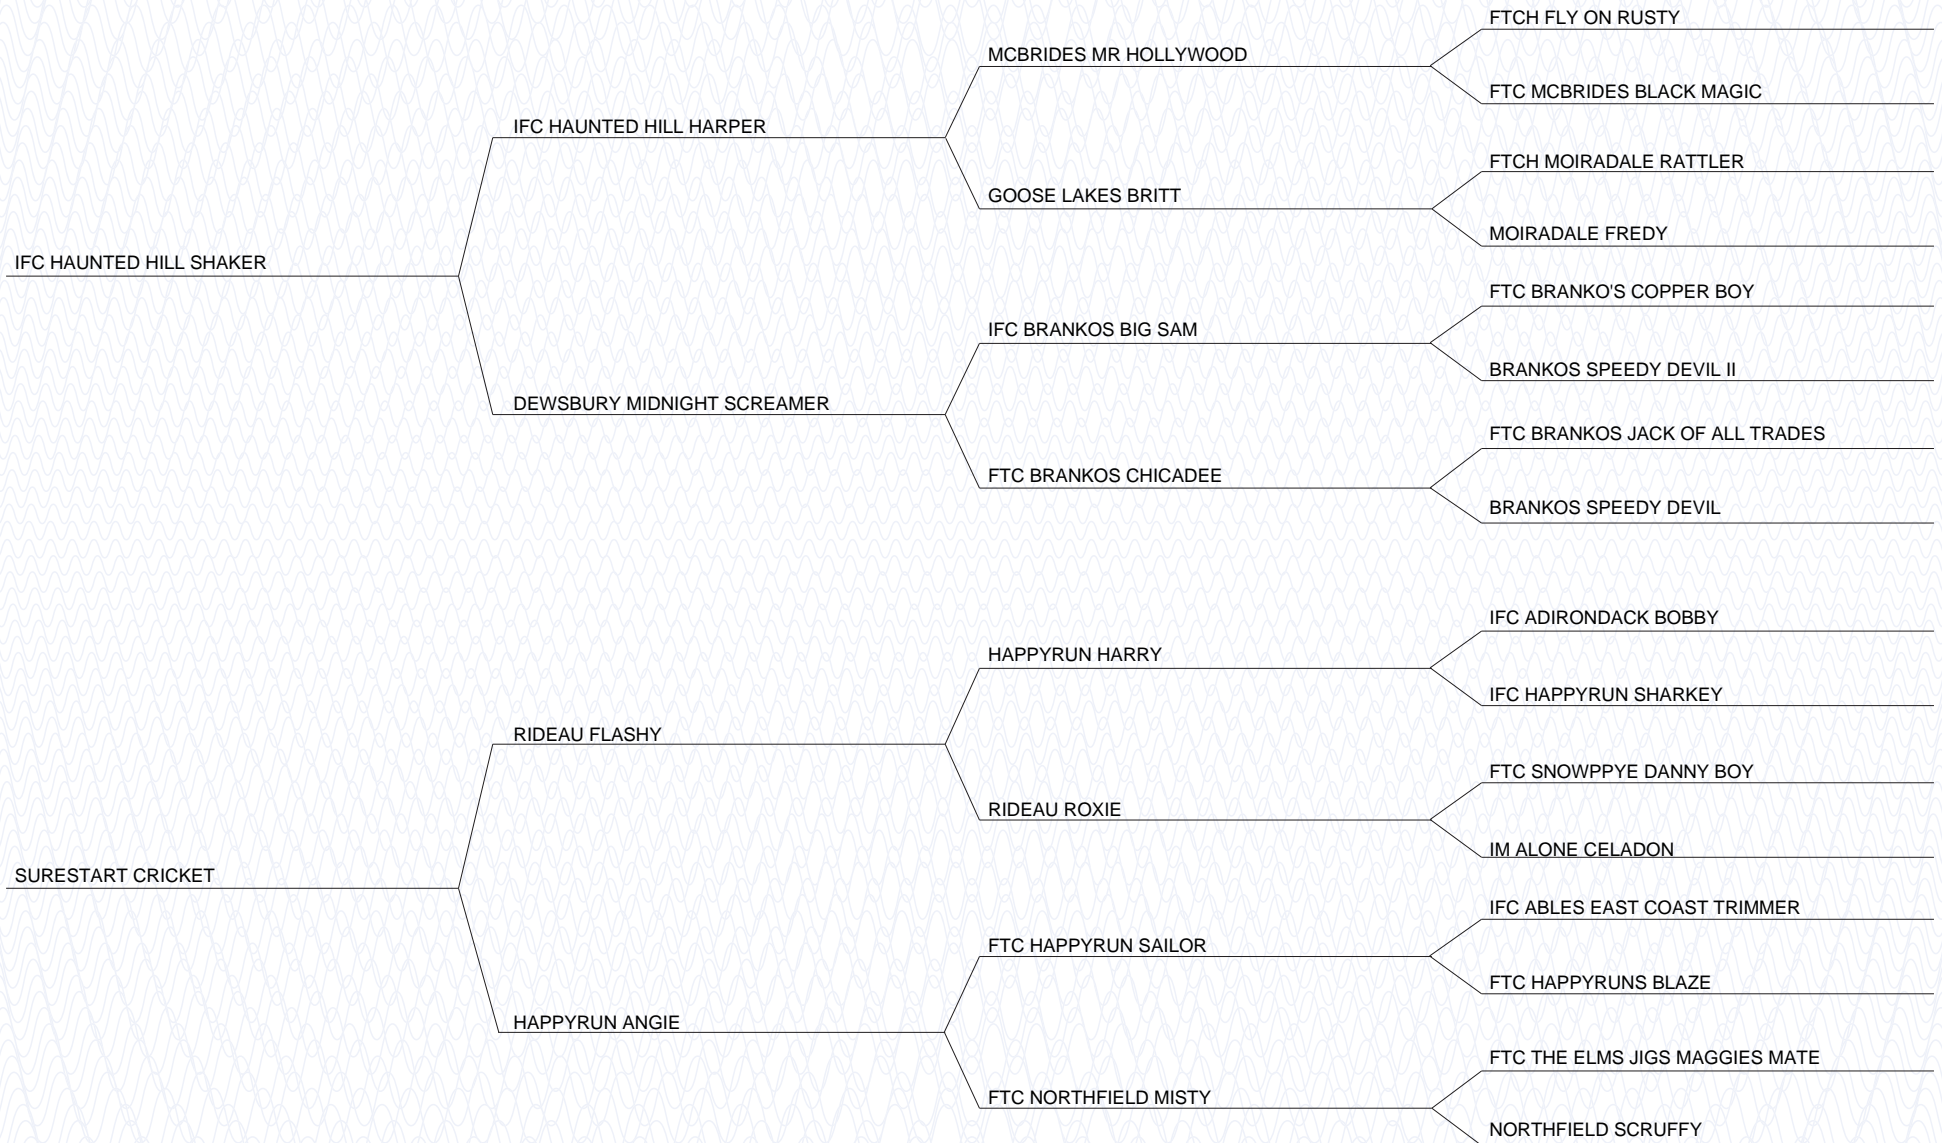 FTCH FLY ON RUSTY
MCBRIDES MR HOLLYWOOD
FTC MCBRIDES BLACK MAGIC
IFC HAUNTED HILL HARPER
FTCH MOIRADALE RATTLER
GOOSE LAKES BRITT
MOIRADALE FREDY
IFC HAUNTED HILL SHAKER
FTC BRANKO'S COPPER BOY
IFC BRANKOS BIG SAM
BRANKOS SPEEDY DEVIL II
DEWSBURY MIDNIGHT SCREAMER
FTC BRANKOS JACK OF ALL TRADES
FTC BRANKOS CHICADEE
BRANKOS SPEEDY DEVIL
IFC ADIRONDACK BOBBY
HAPPYRUN HARRY
IFC HAPPYRUN SHARKEY
RIDEAU FLASHY
FTC SNOWPPYE DANNY BOY
RIDEAU ROXIE
IM ALONE CELADON
SURESTART CRICKET
IFC ABLES EAST COAST TRIMMER
FTC HAPPYRUN SAILOR
FTC HAPPYRUNS BLAZE
HAPPYRUN ANGIE
FTC THE ELMS JIGS MAGGIES MATE
FTC NORTHFIELD MISTY
NORTHFIELD SCRUFFY